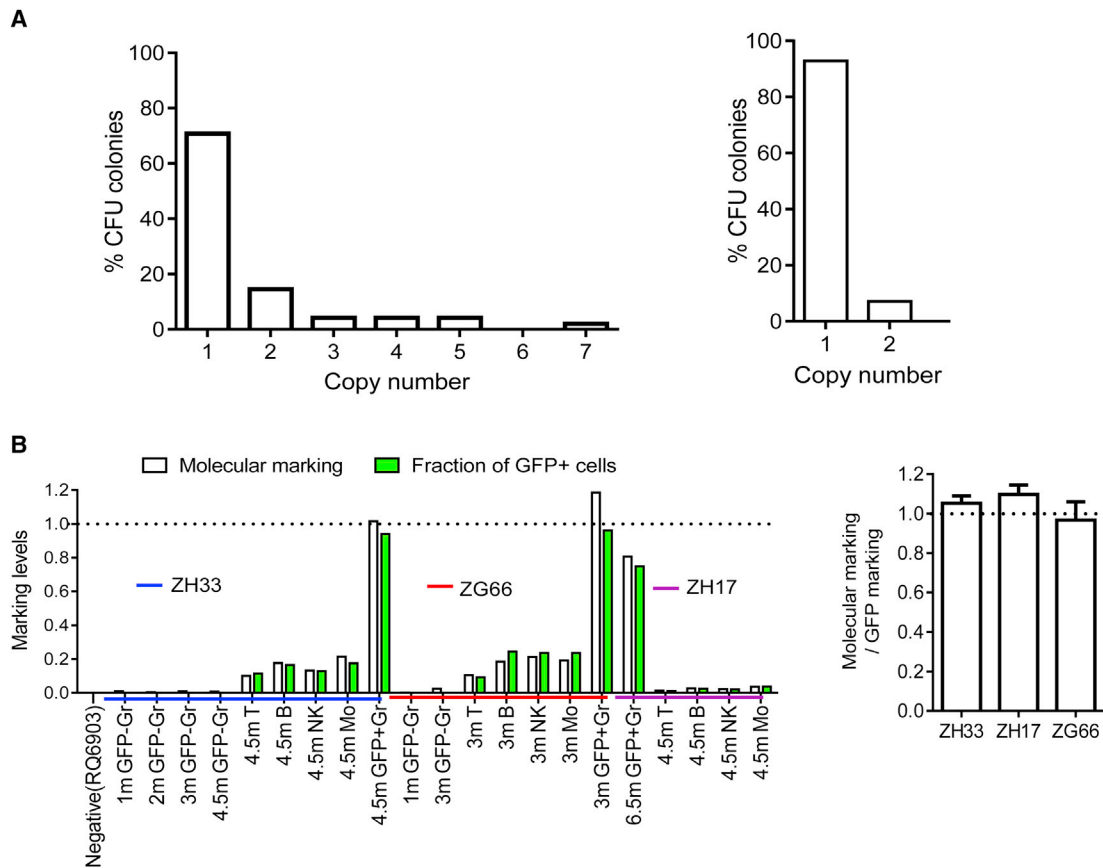 A
100
80
60
40
20
0
% CFU colonies
1 2 3 4 5 6 7
Copy number
100
80
60
40
20
0
% CFU colonies
1 2
Copy number
B
Molecular marking Fraction of GFP+ cells
1.2
1.0
0.8
0.6
0.4
0.2
0.0
Marking levels
ZH33 ZG66 ZH17
Negative(RQ6903)
1m GFP-Gr
2m GFP-Gr
3m GFP-Gr
4.5m GFP-Gr
4.5m T
4.5m B
4.5m NK
4.5m Mo
4.5m GFP+Gr
1m GFP-Gr
3m GFP-Gr
3m T
3m B
3m NK
3m Mo
3m GFP+Gr
6.5m GFP+Gr
4.5m T
4.5m B
4.5m NK
4.5m Mo
1.2
1.0
0.8
0.6
0.4
0.2
0.0
Molecular marking
/ GFP marking
ZH33 ZH17 ZG66